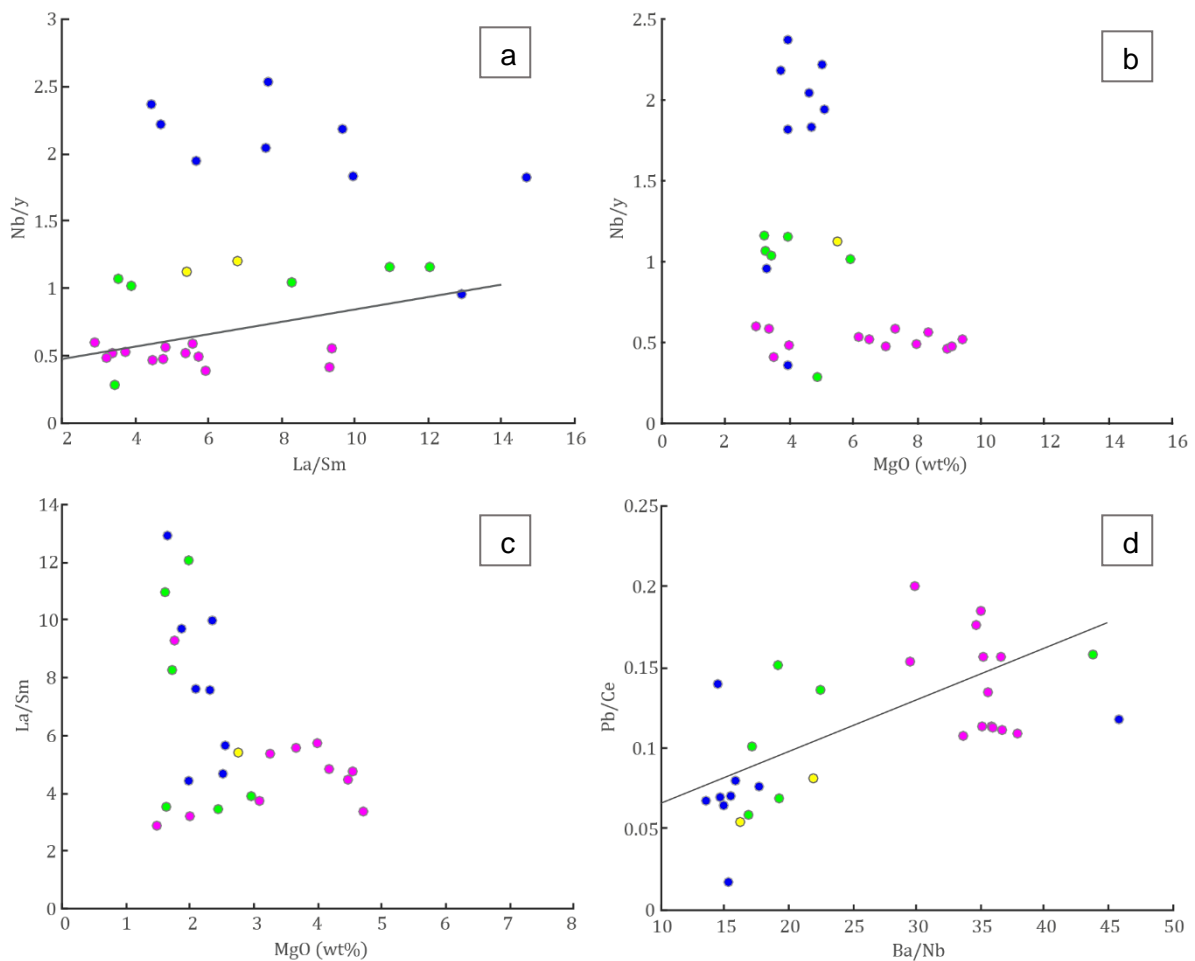 3
2.5
2
1.5
1
0.5
0
Nb/y
a
2 4 6 8 10 12 14 16
La/Sm
2.5
2
1.5
1
0.5
0
Nb/y
b
0 2 4 6 8 10 12 14 16
MgO (wt%)
14
12
10
8
6
4
2
0
La/Sm
c
0 1 2 3 4 5 6 7 8
MgO (wt%)
0.25
0.2
0.15
0.1
0.05
0
Pb/Ce
d
10 15 20 25 30 35 40 45 50
Ba/Nb